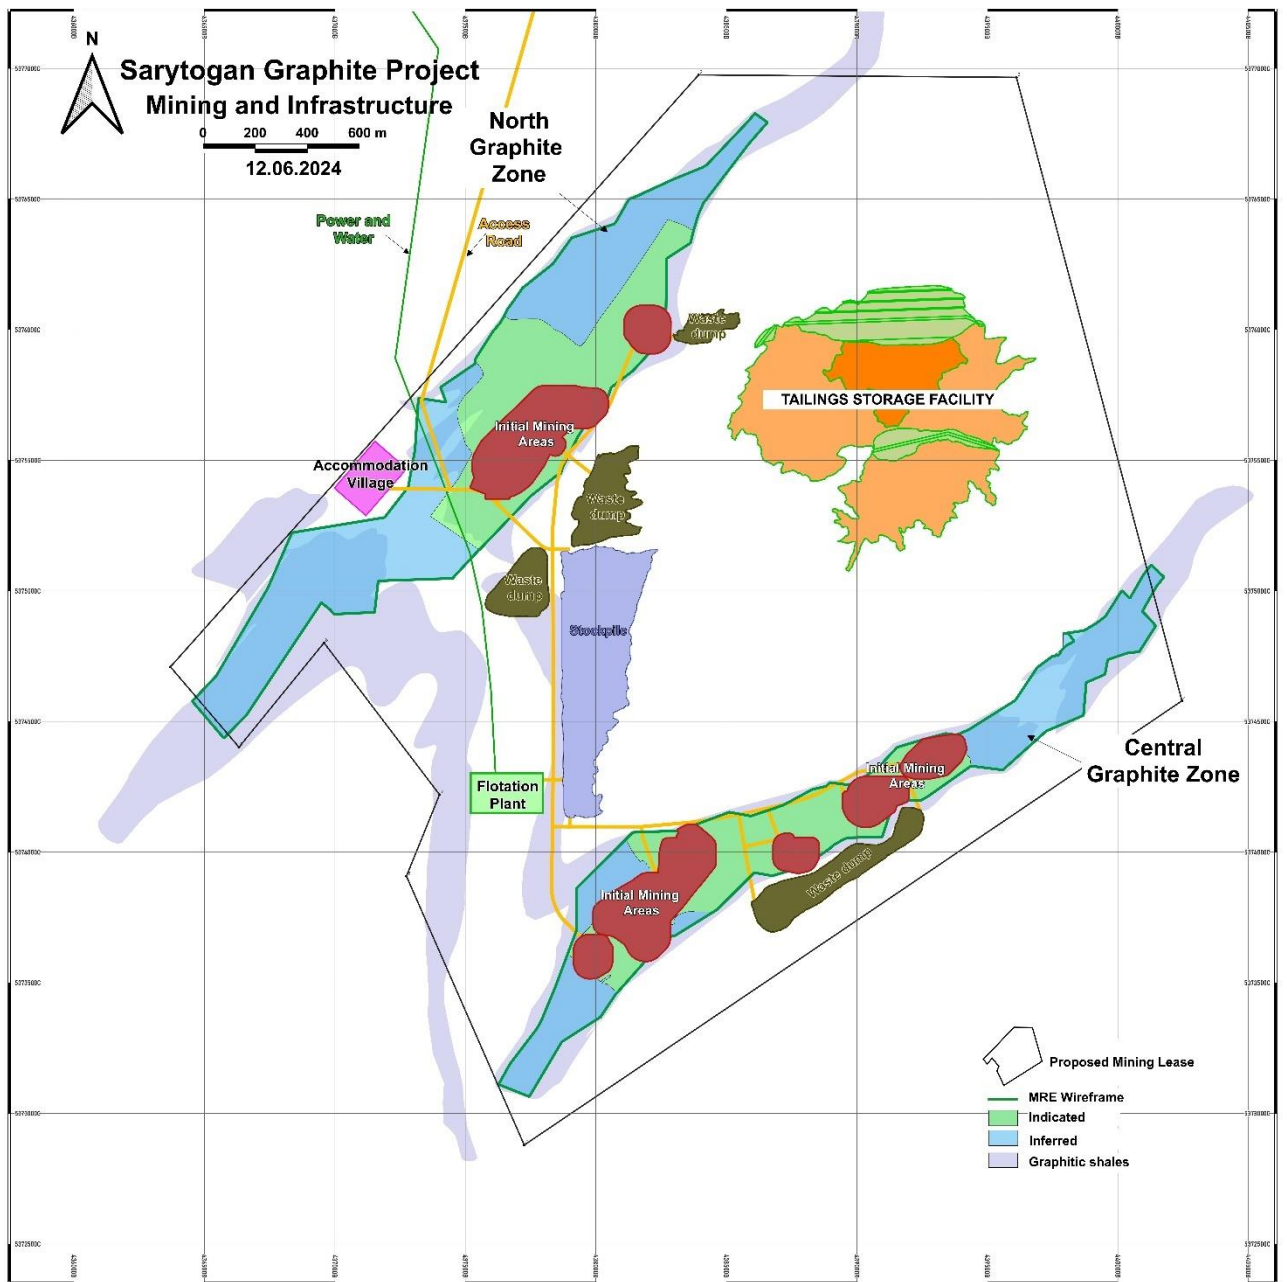 N
Sarytogan Graphite Project
Mining and Infrastructure
0 200 400 600 m
12.06.2024
North
Graphite
Zone
Power and
Water
Access
Road
Waste
dump
TAILINGS STORAGE FACILITY
Initial Mining
Areas
Accommodation
Village
Waste
dump
Waste
dump
Stockpile
Central
Graphite Zone
Initial Mining
Areas
Flotation
Plant
Waste dump
Initial Mining
Areas
Proposed Mining Lease
MRE Wireframe
Indicated
Inferred
Graphitic shales